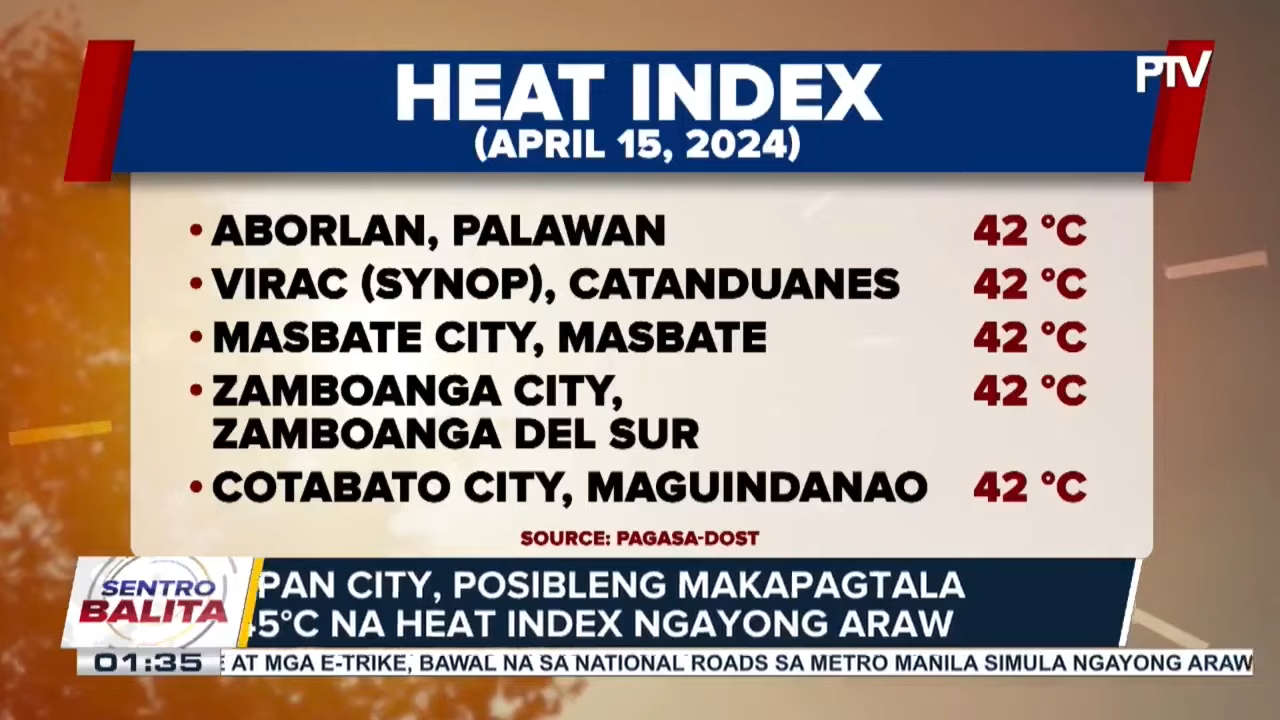 HEAT INDEX
(APRIL 15, 2024)
PTV
• ABORLAN, PALAWAN 42 °C
• VIRAC (SYNOP), CATANDUANES 42 °C
• MASBATE CITY, MASBATE 42 °C
• ZAMBOANGA CITY, 42 °C
ZAMBOANGA DEL SUR
• COTABATO CITY, MAGUINDANAO 42 °C
SOURCE: PAGASA-DOST
SENTRO
BALITA
PAN CITY, POSIBLENG MAKAPAGTALA
5°C NA HEAT INDEX NGAYONG ARAW
01:35
AT MGA E-TRIKE, BAWAL NA SA NATIONAL ROADS SA METRO MANILA SIMULA NGAYONG ARAW